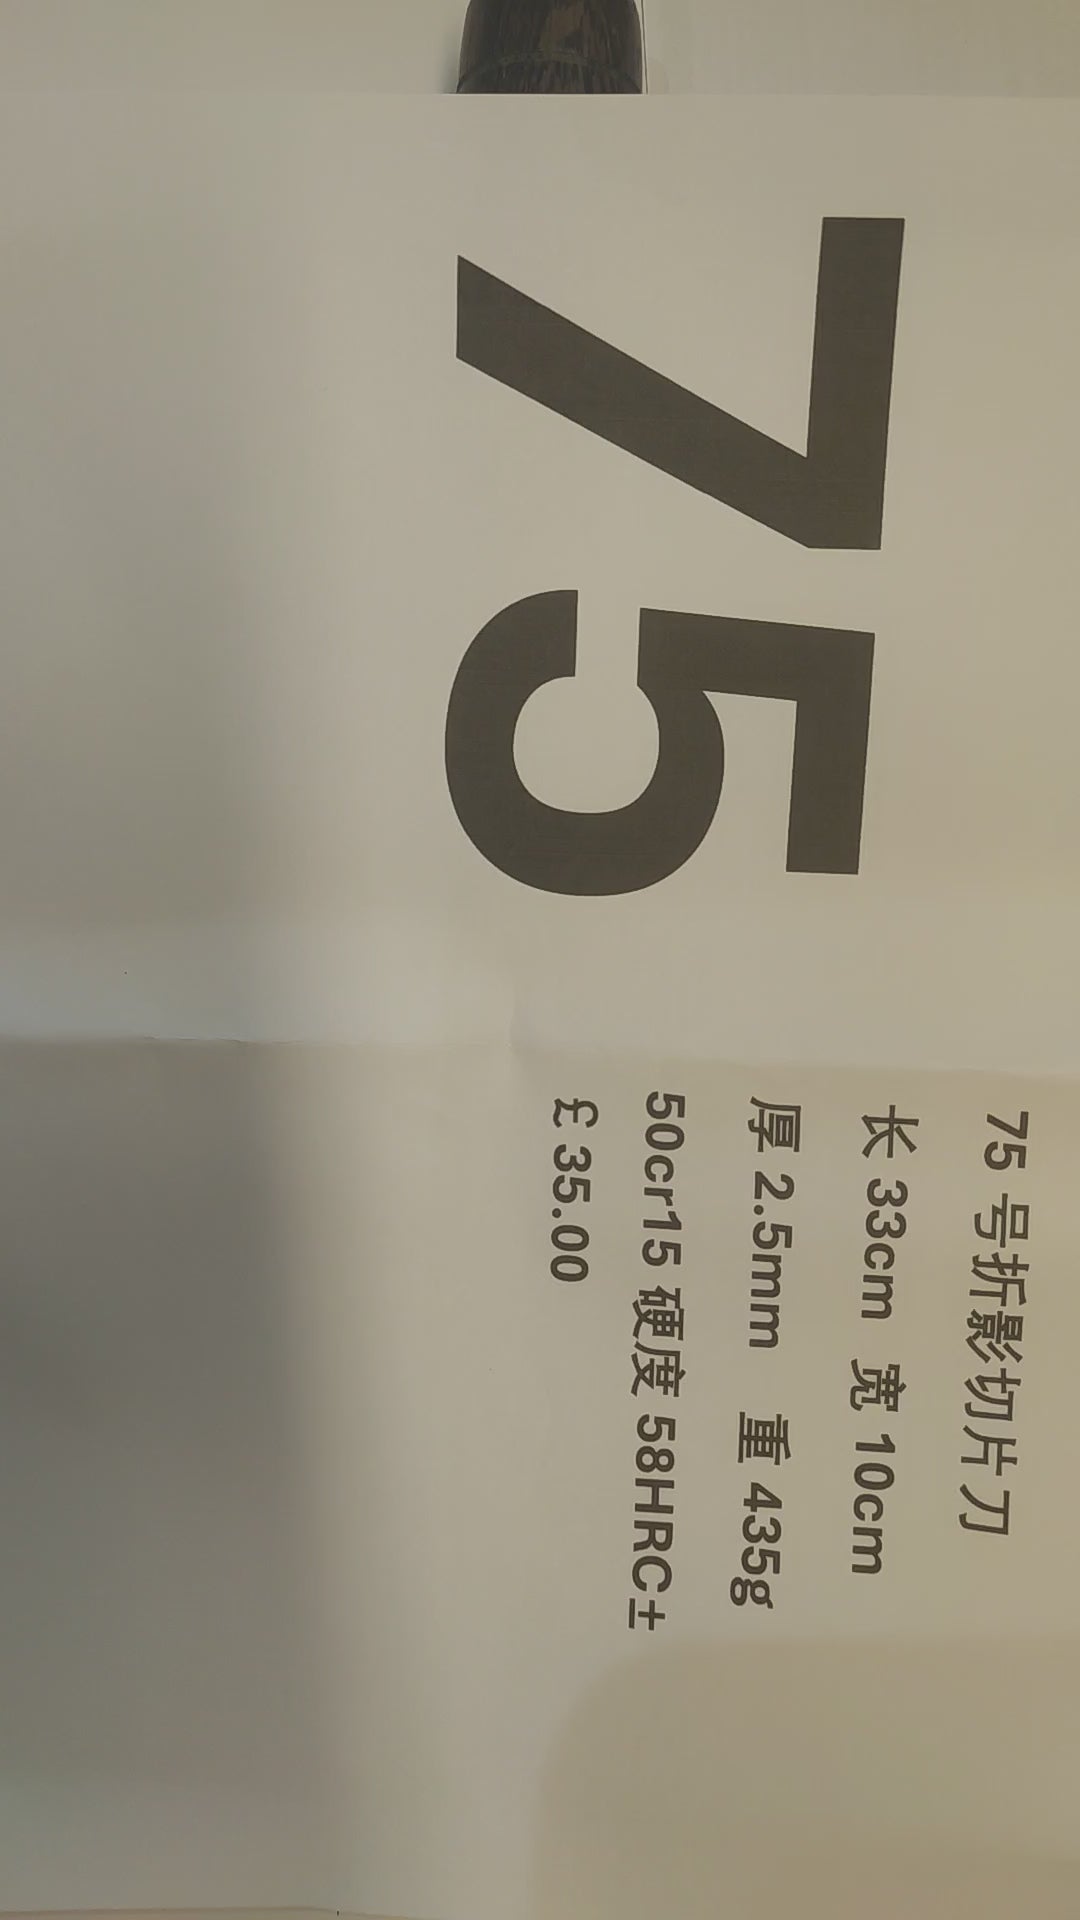 75
75 号折影切片刀
长 33cm 宽 10cm
厚 2.5mm 重 435g
50cr15 硬度 58HRC±
£ 35.00